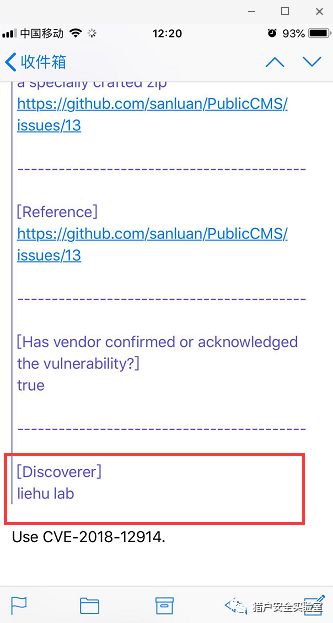 中国移动 12:20 93%
收件箱
a specially crafted zip
https://github.com/sanluan/PublicCMS/
issues/13
----------------------------------------
[Reference]
https://github.com/sanluan/PublicCMS/
issues/13
----------------------------------------
[Has vendor confirmed or acknowledged
the vulnerability?]
true
----------------------------------------
[Discoverer]
liehu lab
Use CVE-2018-12914.
猎户安全实验室